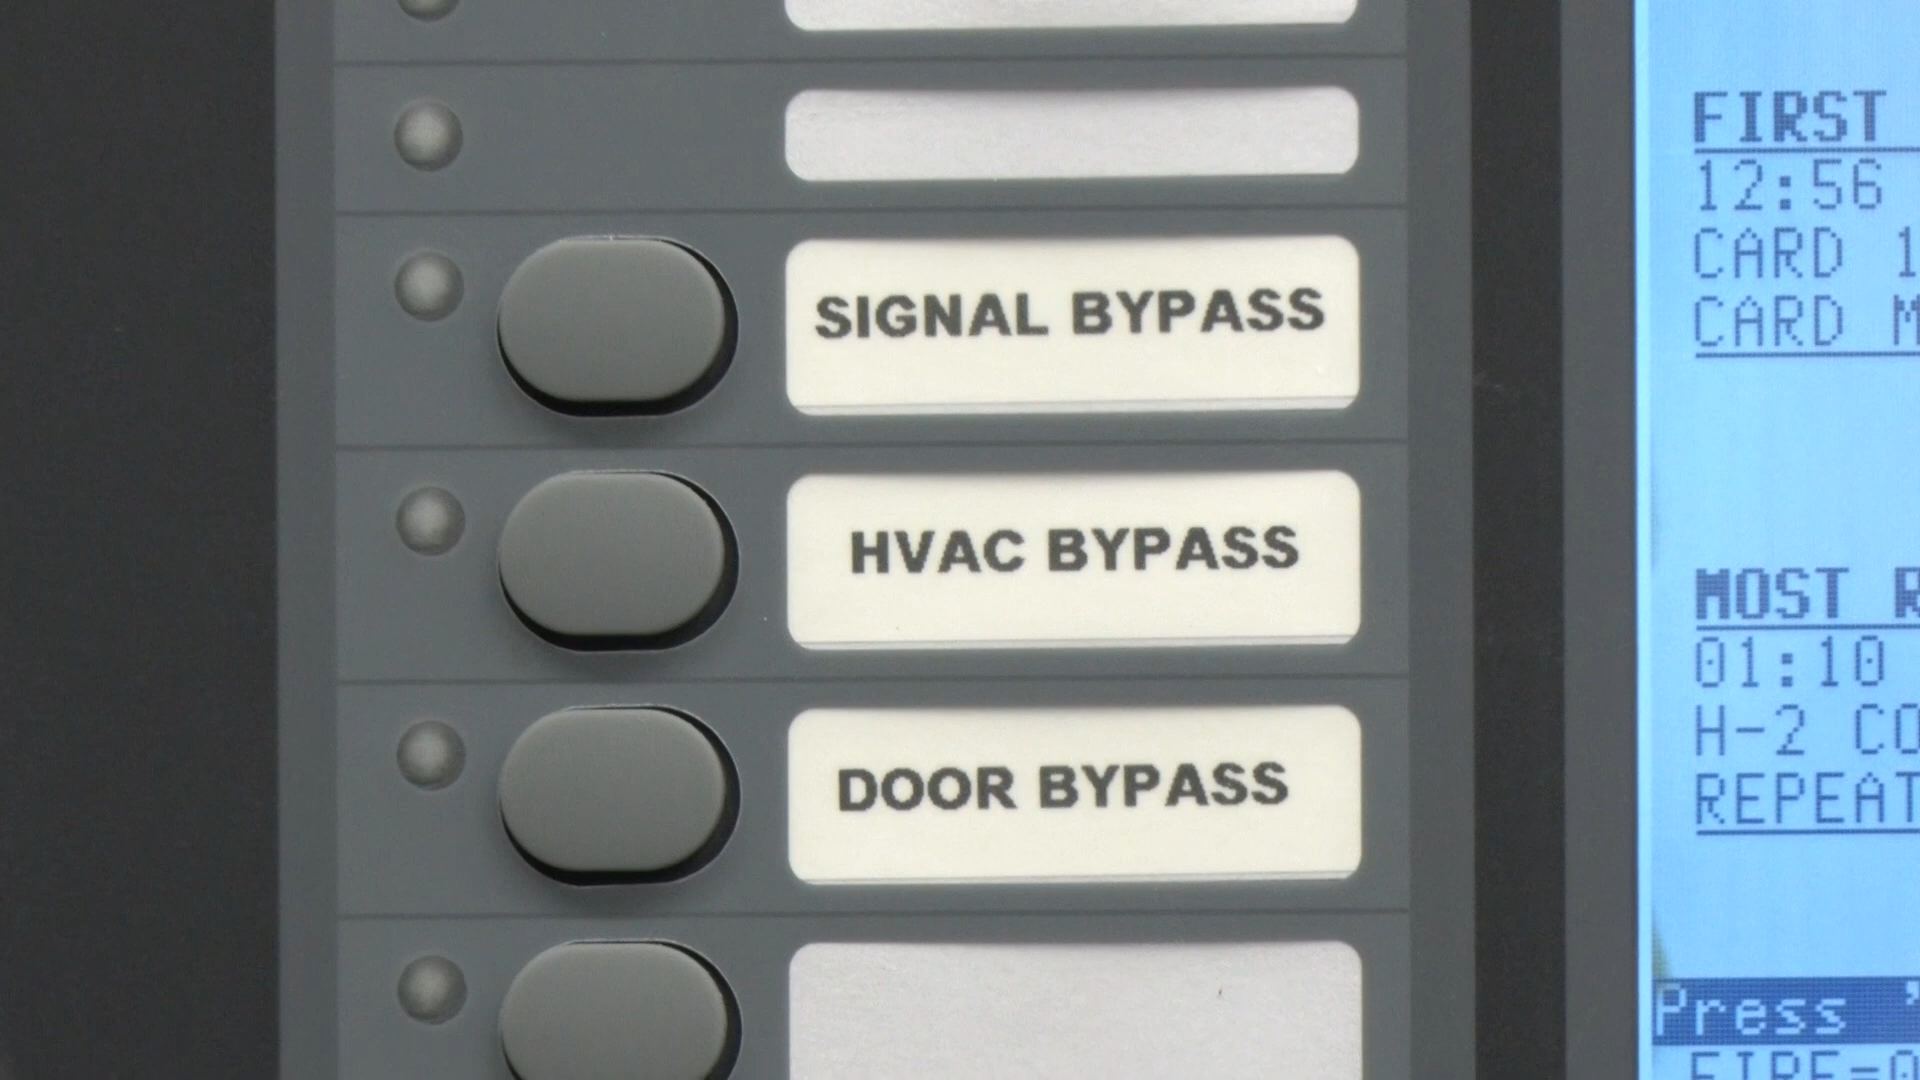 SIGNAL BYPASS
HVAC BYPASS
DOOR BYPASS
FIRST
12:56
CARD 1
CARD
MOST
01:10
H-2
REPEAT
Press
FIRE=0